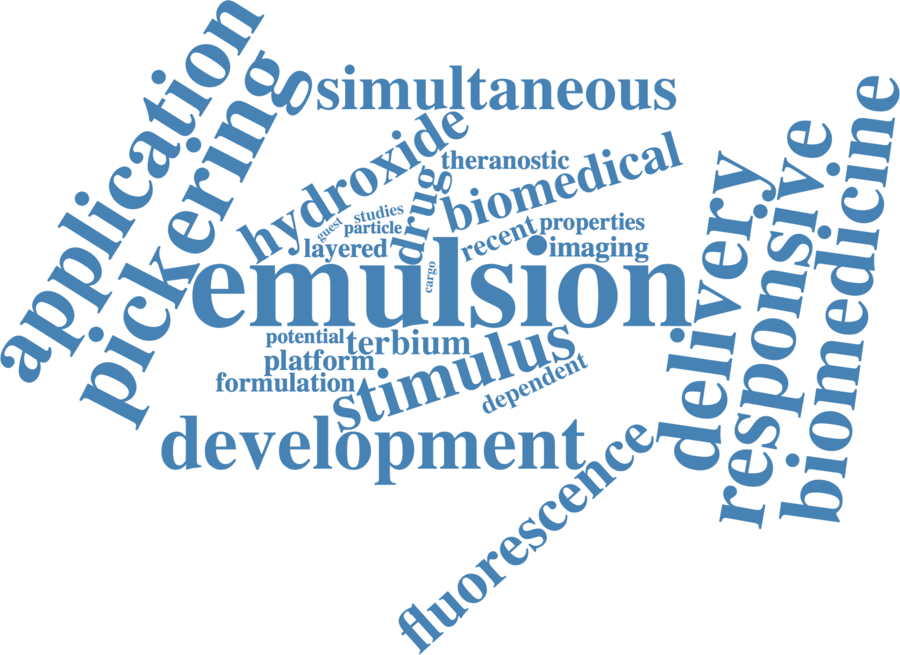 application
pickering
simultaneous
hydroxide
theranostic
drug
biomedical
guest
studies
particle
layered
recent
properties
imaging
cargo
emulsion
delivery
responsive
biomedicine
potential
terbium
platform
formulation
stimulus
dependent
development
fluorescence